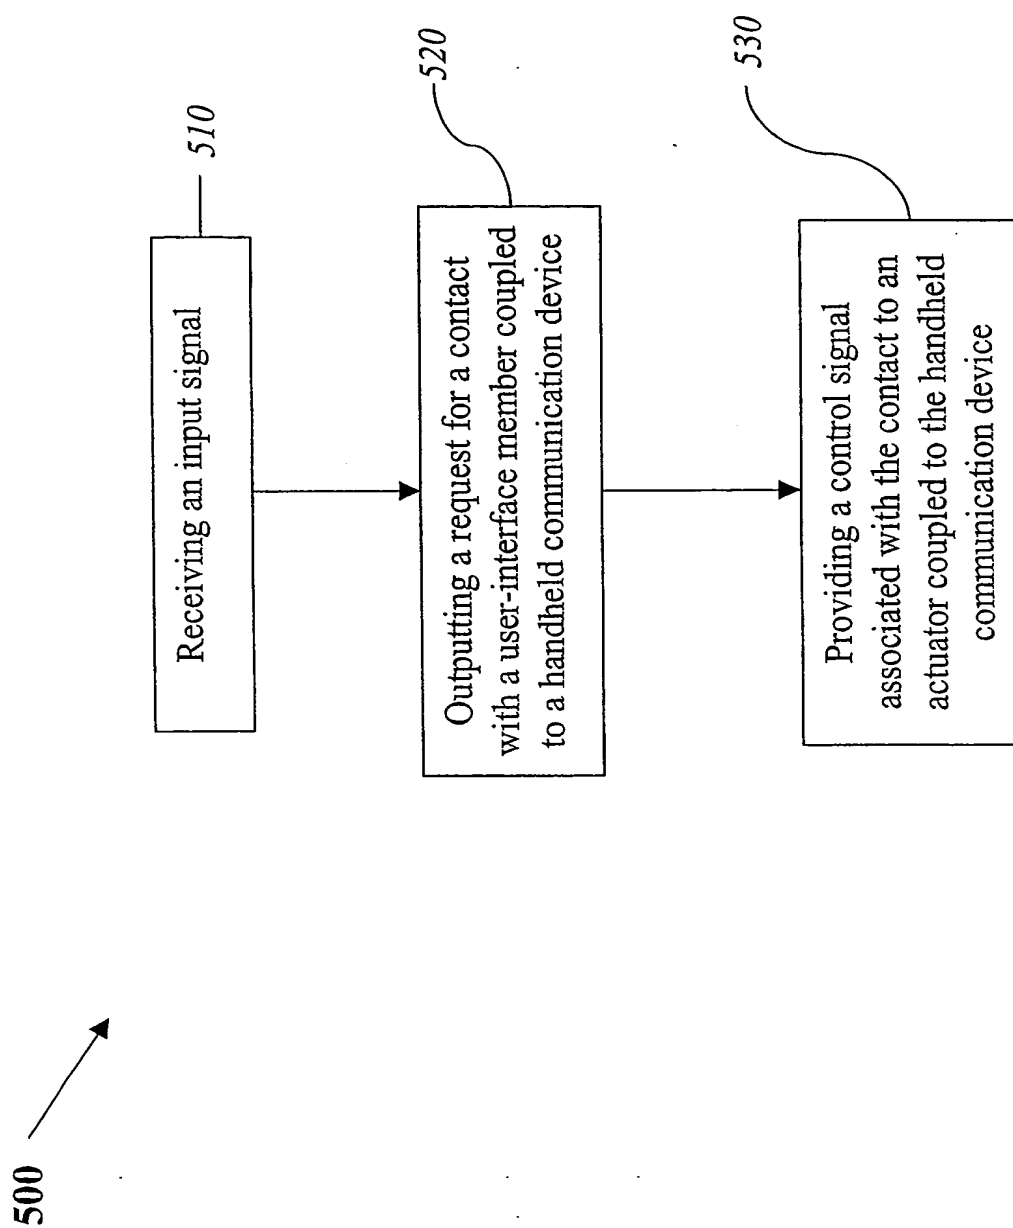 500
Receiving an input signal
510
Outputting a request for a contact
with a user-interface member coupled
to a handheld communication device
520
Providing a control signal
associated with the contact to an
actuator coupled to the handheld
communication device
530